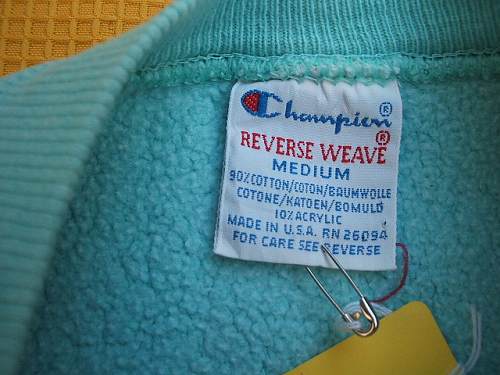 Champion®
REVERSE WEAVE®
MEDIUM
90% COTTON/COTON/BAUMWOLLE
COTONE/KATOEN/BOMULD
10% ACRYLIC
MADE IN U.S.A. RN 26094
FOR CARE SEE REVERSE